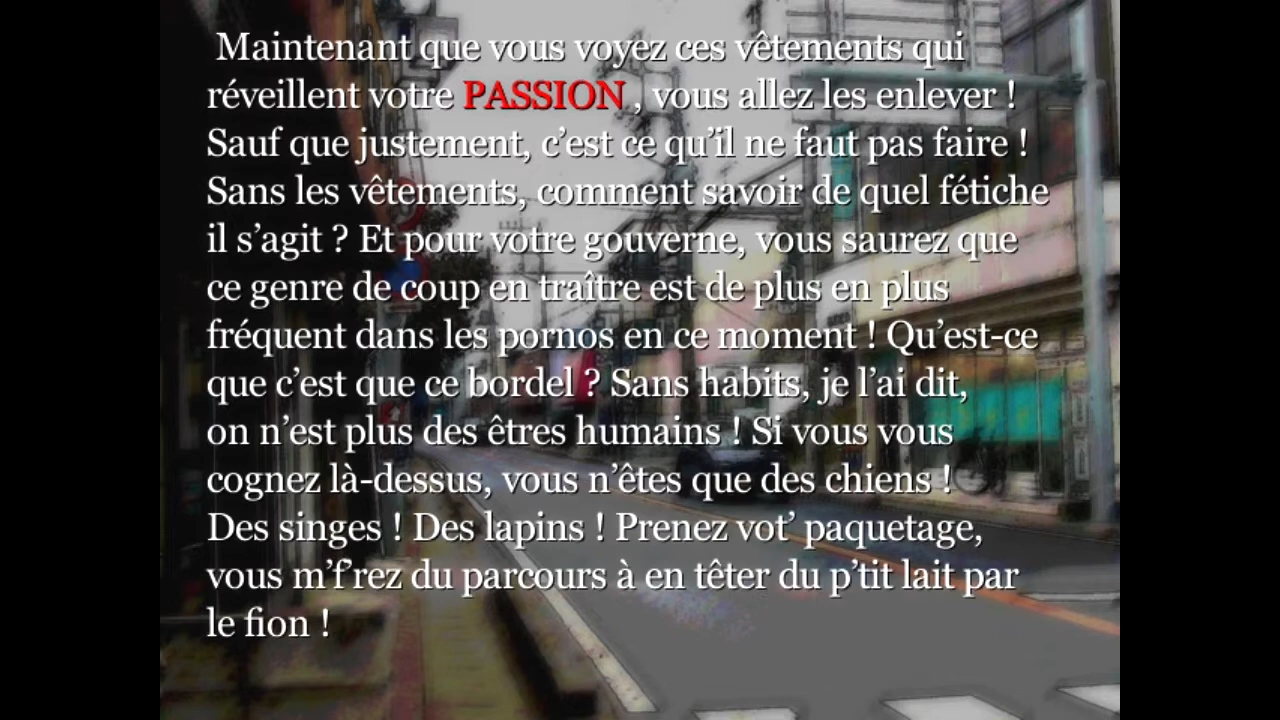 Maintenant que vous voyez ces vêtements qui
réveillent votre PASSION , vous allez les enlever !
Sauf que justement, c’est ce qu’il ne faut pas faire !
Sans les vêtements, comment savoir de quel fétiche
il s’agit ? Et pour votre gouverne, vous saurez que
ce genre de coup en traître est de plus en plus
fréquent dans les pornos en ce moment ! Qu’est-ce
que c’est que ce bordel ? Sans habits, je l’ai dit,
on n’est plus des êtres humains ! Si vous vous
cognez là-dessus, vous n’êtes que des chiens !
Des singes ! Des lapins ! Prenez vot’ paquetage,
vous m’f’rez du parcours à en têter du p’tit lait par
le fion !